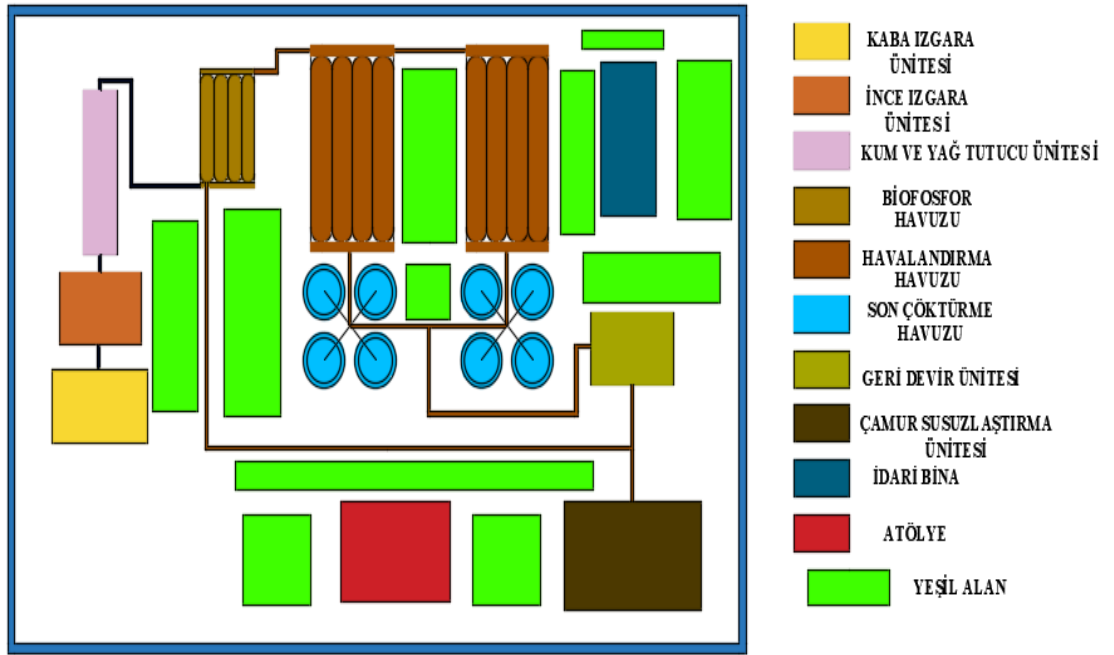 KABA IZGARA
ÜNİTESİ
İNCE IZGARA
ÜNİTESİ
KUM VE YAĞ TUTUCU ÜNİTESİ
BİOFOSFOR
HAVUZU
HAVALANDIRMA
HAVUZU
SON ÇÖKTÜRME
HAVUZU
GERİ DEVİR ÜNİTESİ
ÇAMUR SUSUZLAŞTIRMA
ÜNİTESİ
İDARİ BİNA
ATÖLYE
YEŞİL ALAN